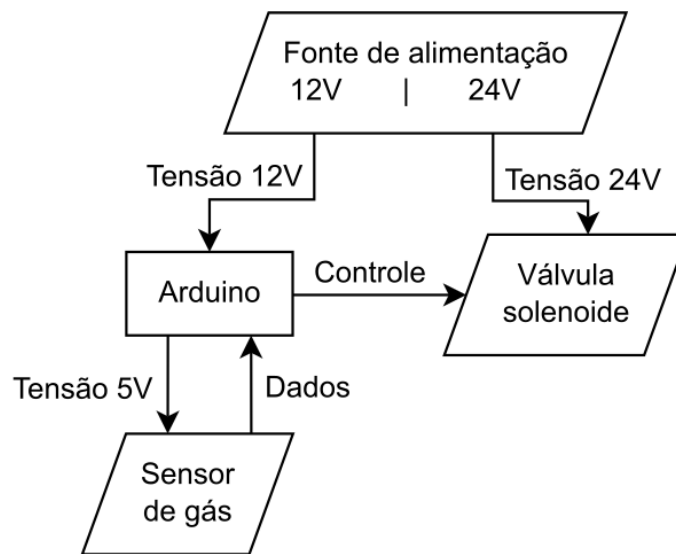 Fonte de alimentação
12V | 24V
Tensão 12V
Tensão 24V
Arduino
Controle
Válvula
solenoide
Tensão 5V
Dados
Sensor
de gás